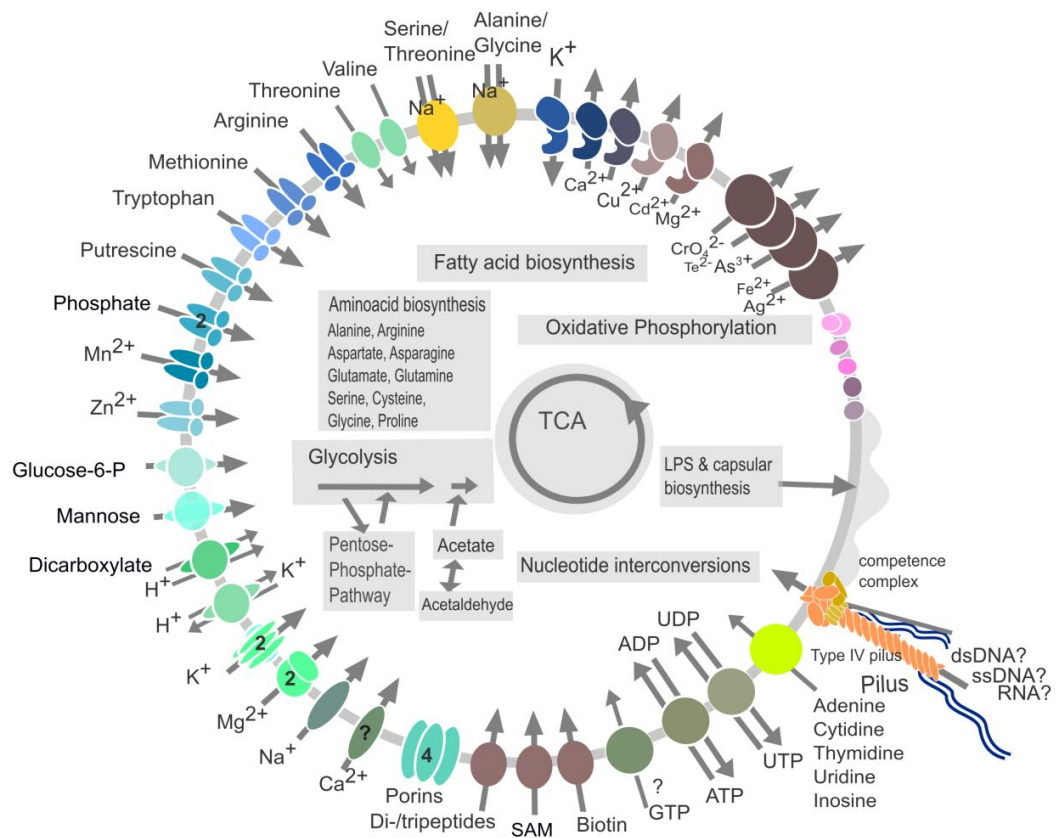 Serine/
Threonine
Alanine/
Glycine
K+
Valine
Threonine
Arginine
Methionine
Tryptophan
Putrescine
Phosphate
Mn2+
Zn2+
Glucose-6-P
Mannose
Dicarboxylate
H+
K+
H+
K+
Mg2+
Na+
Ca2+
Na+
Na+
Ca2+
Cu2+
Cd2+
Mg2+
CrO42-
Te2- As3+
Fe2+
Ag2+
2
2
2
?
4
Fatty acid biosynthesis
Aminoacid biosynthesis
Alanine, Arginine
Aspartate, Asparagine
Glutamate, Glutamine
Serine, Cysteine,
Glycine, Proline
Oxidative Phosphorylation
TCA
Glycolysis
Pentose-
Phosphate-
Pathway
Acetate
Acetaldehyde
LPS & capsular
biosynthesis
Nucleotide interconversions
competence
complex
Type IV pilus
Pilus
dsDNA?
ssDNA?
RNA?
UDP
ADP
Adenine
Cytidine
Thymidine
Uridine
Inosine
UTP
ATP
?
GTP
Biotin
SAM
Di-/tripeptides
Porins